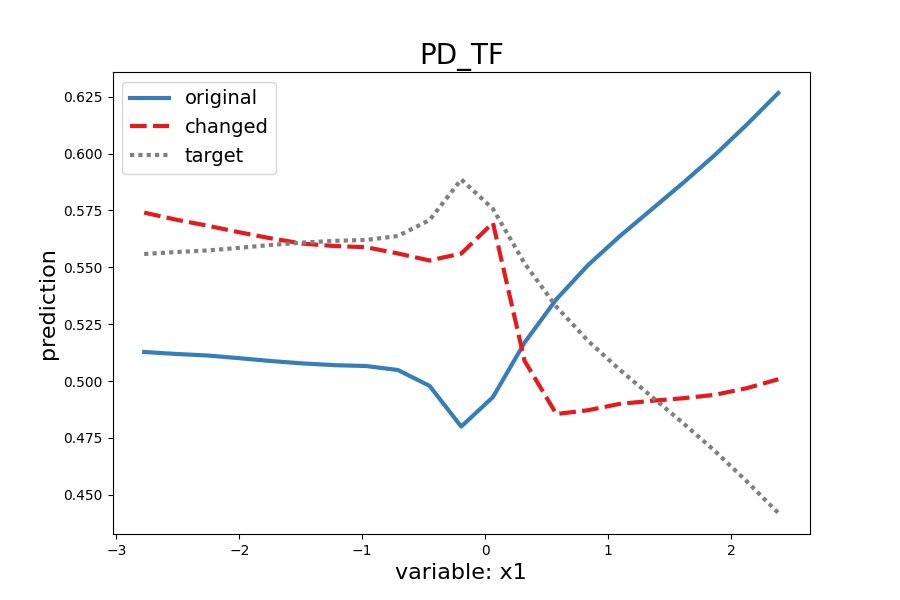 PD_TF
original
changed
target
prediction
0.625
0.600
0.575
0.550
0.525
0.500
0.475
0.450
−3 −2 −1 0 1 2
variable: x1